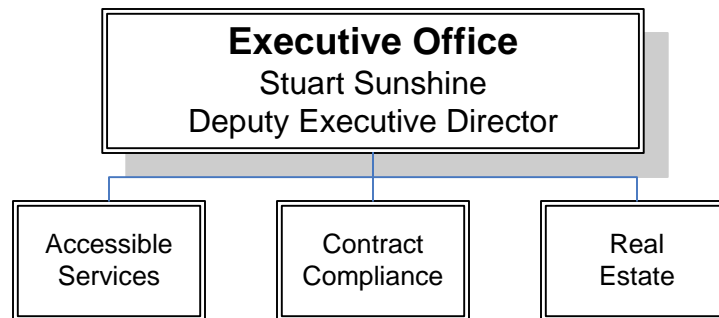 Executive Office
Stuart Sunshine
Deputy Executive Director
Accessible
Services
Contract
Compliance
Real
Estate